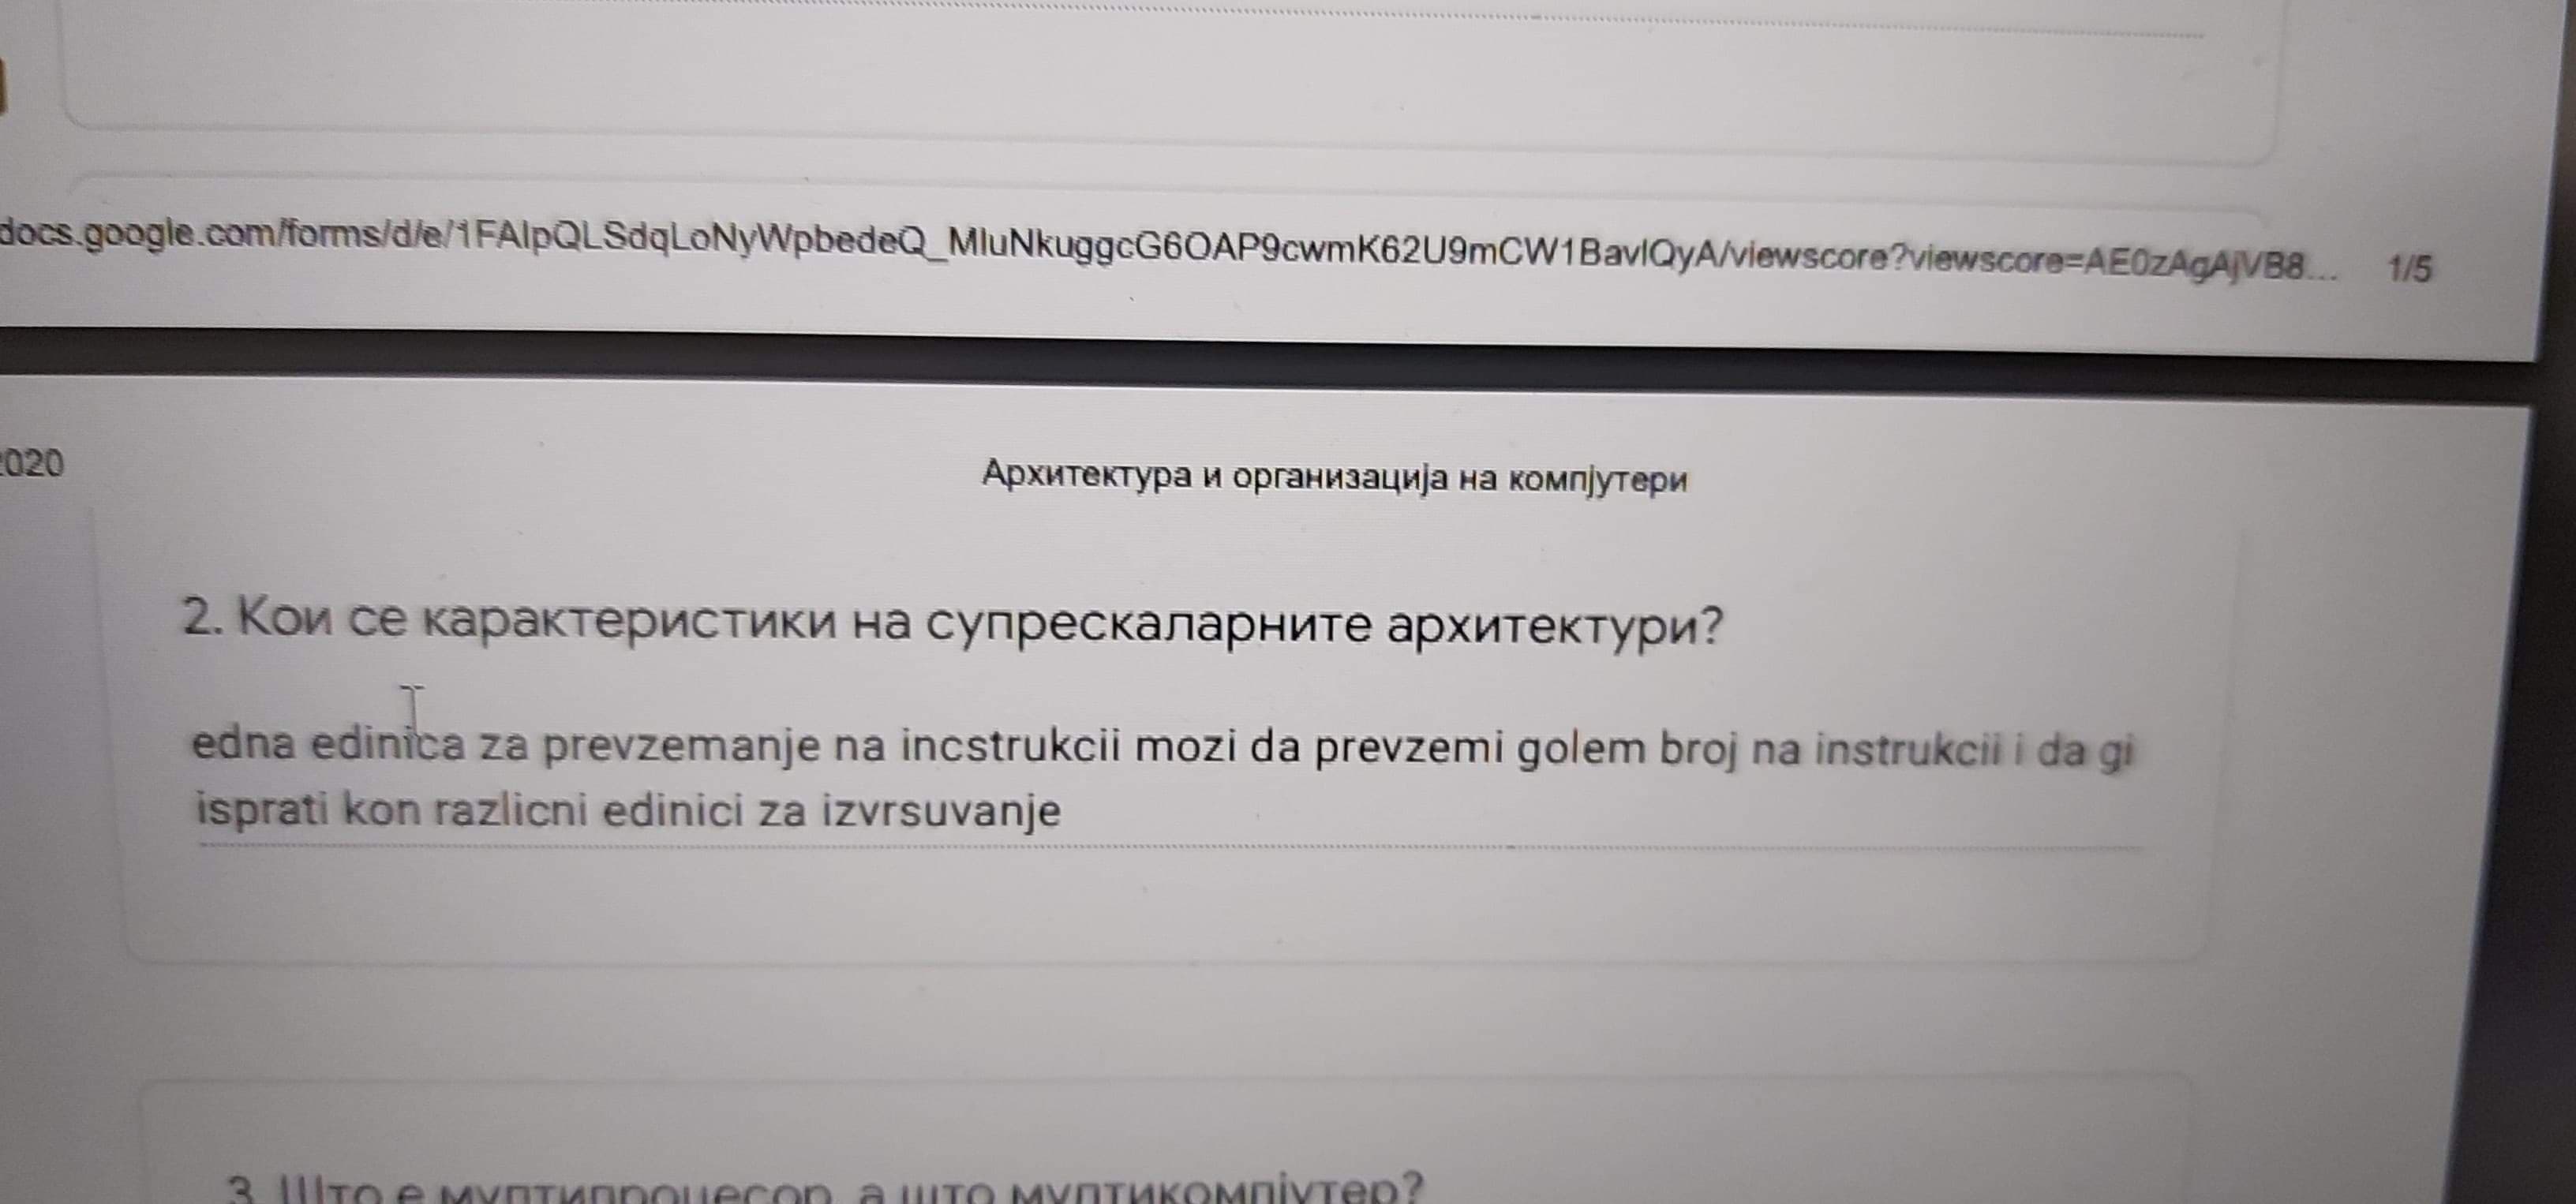 docs.google.com/forms/d/e/1FAIpQLSdqLoNyWpbedeQ_MluNkuggcG6OAP9cwmK62U9mCW1BavlQyA/viewscore?viewscore=AE0zAgAjVB8... 1/5
2020 Архитектура и организација на компјутери
2. Кои се карактеристики на супрескаларните архитектури?
edna edinica za prevzemanje na incstrukcii mozi da prevzemi golem broj na instrukcii i da gi
isprati kon razlicni edinici za izvrsuvanje
3. Што е мултипроцесор, а што мултикомпјутер?